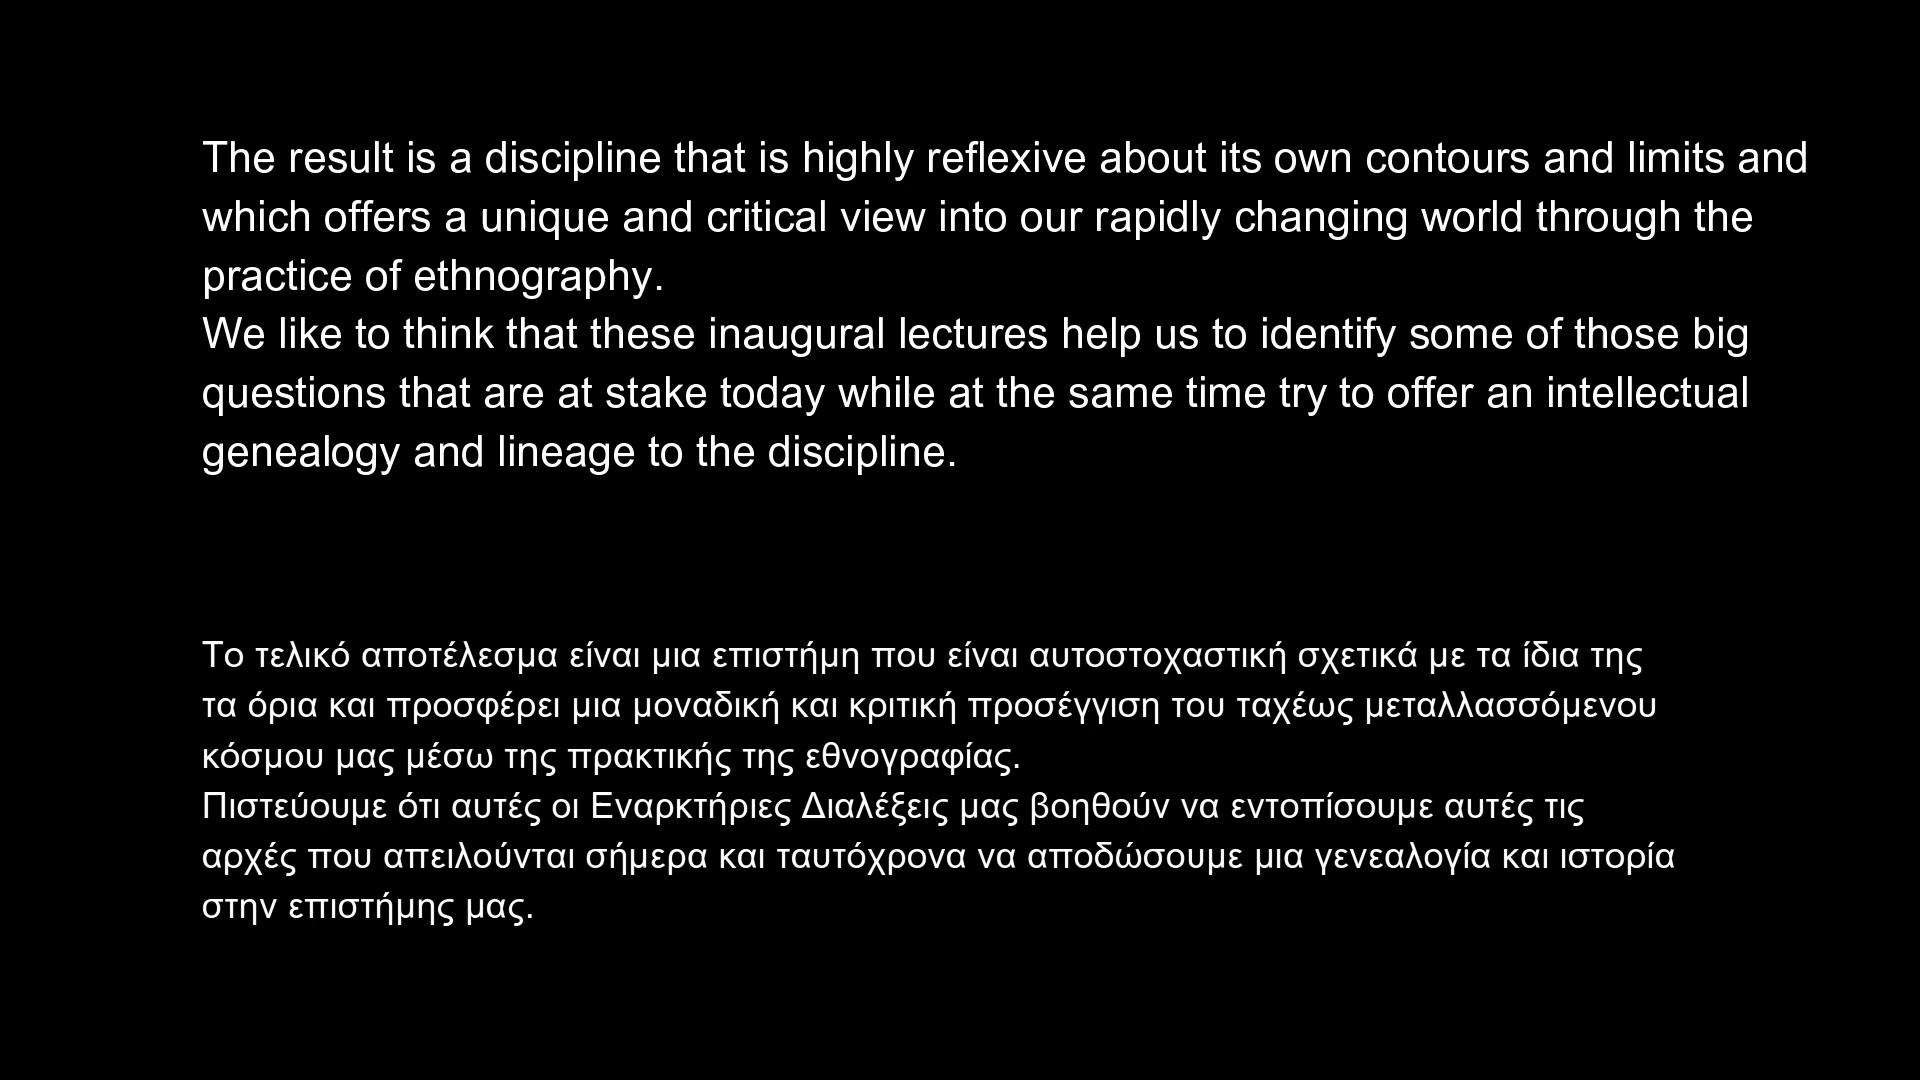 The result is a discipline that is highly reflexive about its own contours and limits and
which offers a unique and critical view into our rapidly changing world through the
practice of ethnography.
We like to think that these inaugural lectures help us to identify some of those big
questions that are at stake today while at the same time try to offer an intellectual
genealogy and lineage to the discipline.
Το τελικό αποτέλεσμα είναι μια επιστήμη που είναι αυτοστοχαστική σχετικά με τα ίδια της
τα όρια και προσφέρει μια μοναδική και κριτική προσέγγιση του ταχέως μεταλλασσόμενου
κόσμου μας μέσω της πρακτικής της εθνογραφίας.
Πιστεύουμε ότι αυτές οι Εναρκτήριες Διαλέξεις μας βοηθούν να εντοπίσουμε αυτές τις
αρχές που απειλούνται σήμερα και ταυτόχρονα να αποδώσουμε μια γενεαλογία και ιστορία
στην επιστήμης μας.